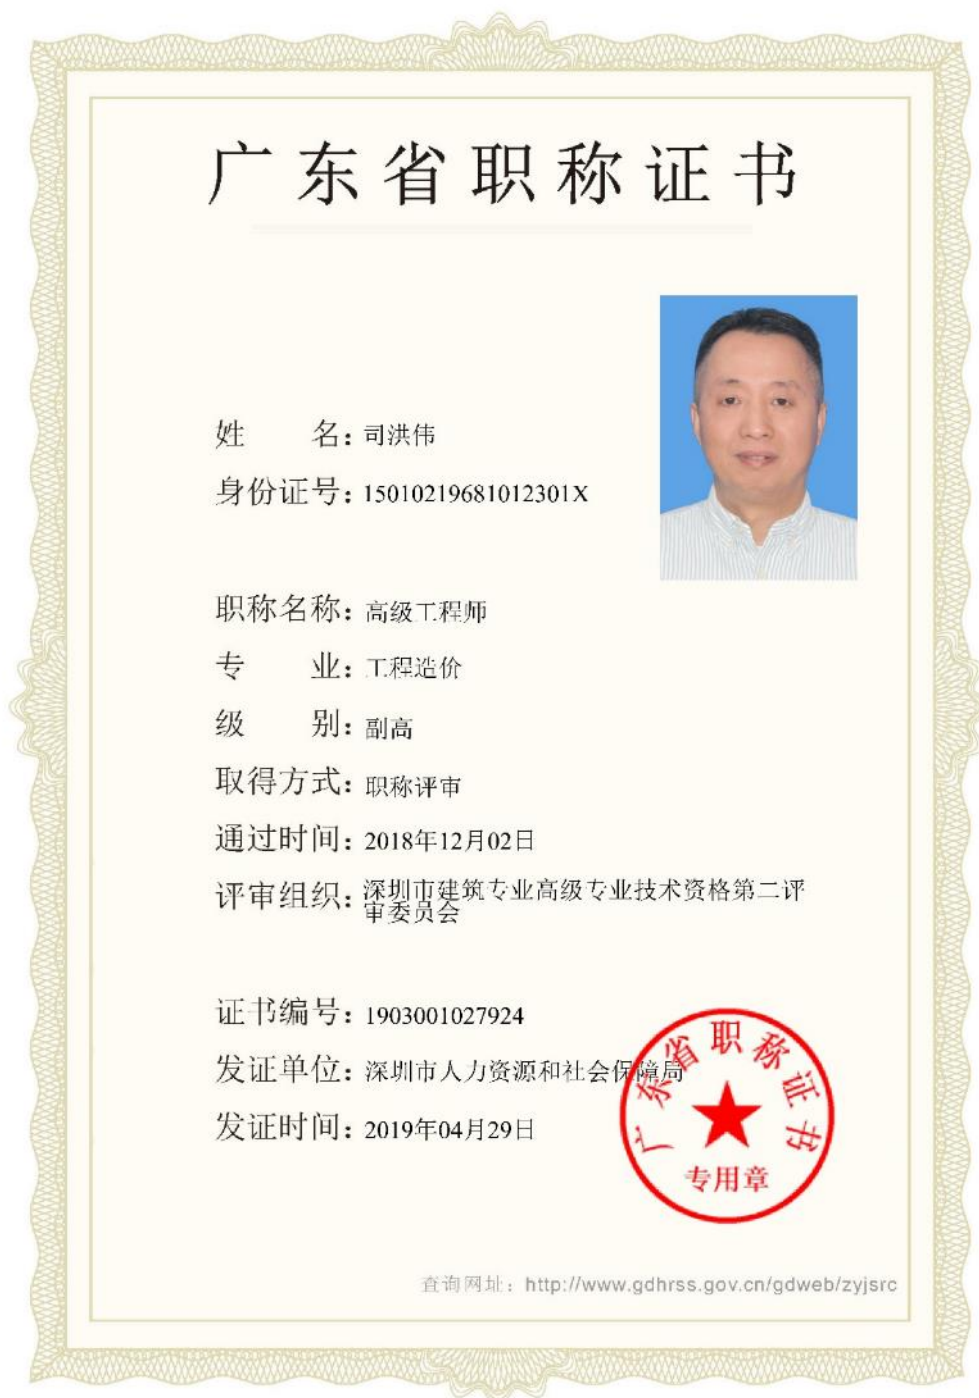 广东省职称证书
姓 名：司洪伟
身份证号：15010219681012301X
职称名称：高级工程师
专 业：工程造价
级 别：副高
取得方式：职称评审
通过时间：2018年12月02日
评审组织：深圳市建筑专业高级专业技术资格第二评
审委员会
证书编号：1903001027924
发证单位：深圳市人力资源和社会保障局
发证时间：2019年04月29日
广东省职称证书
专用章
查询网址：http://www.gdhrss.gov.cn/gdweb/zyjsrc